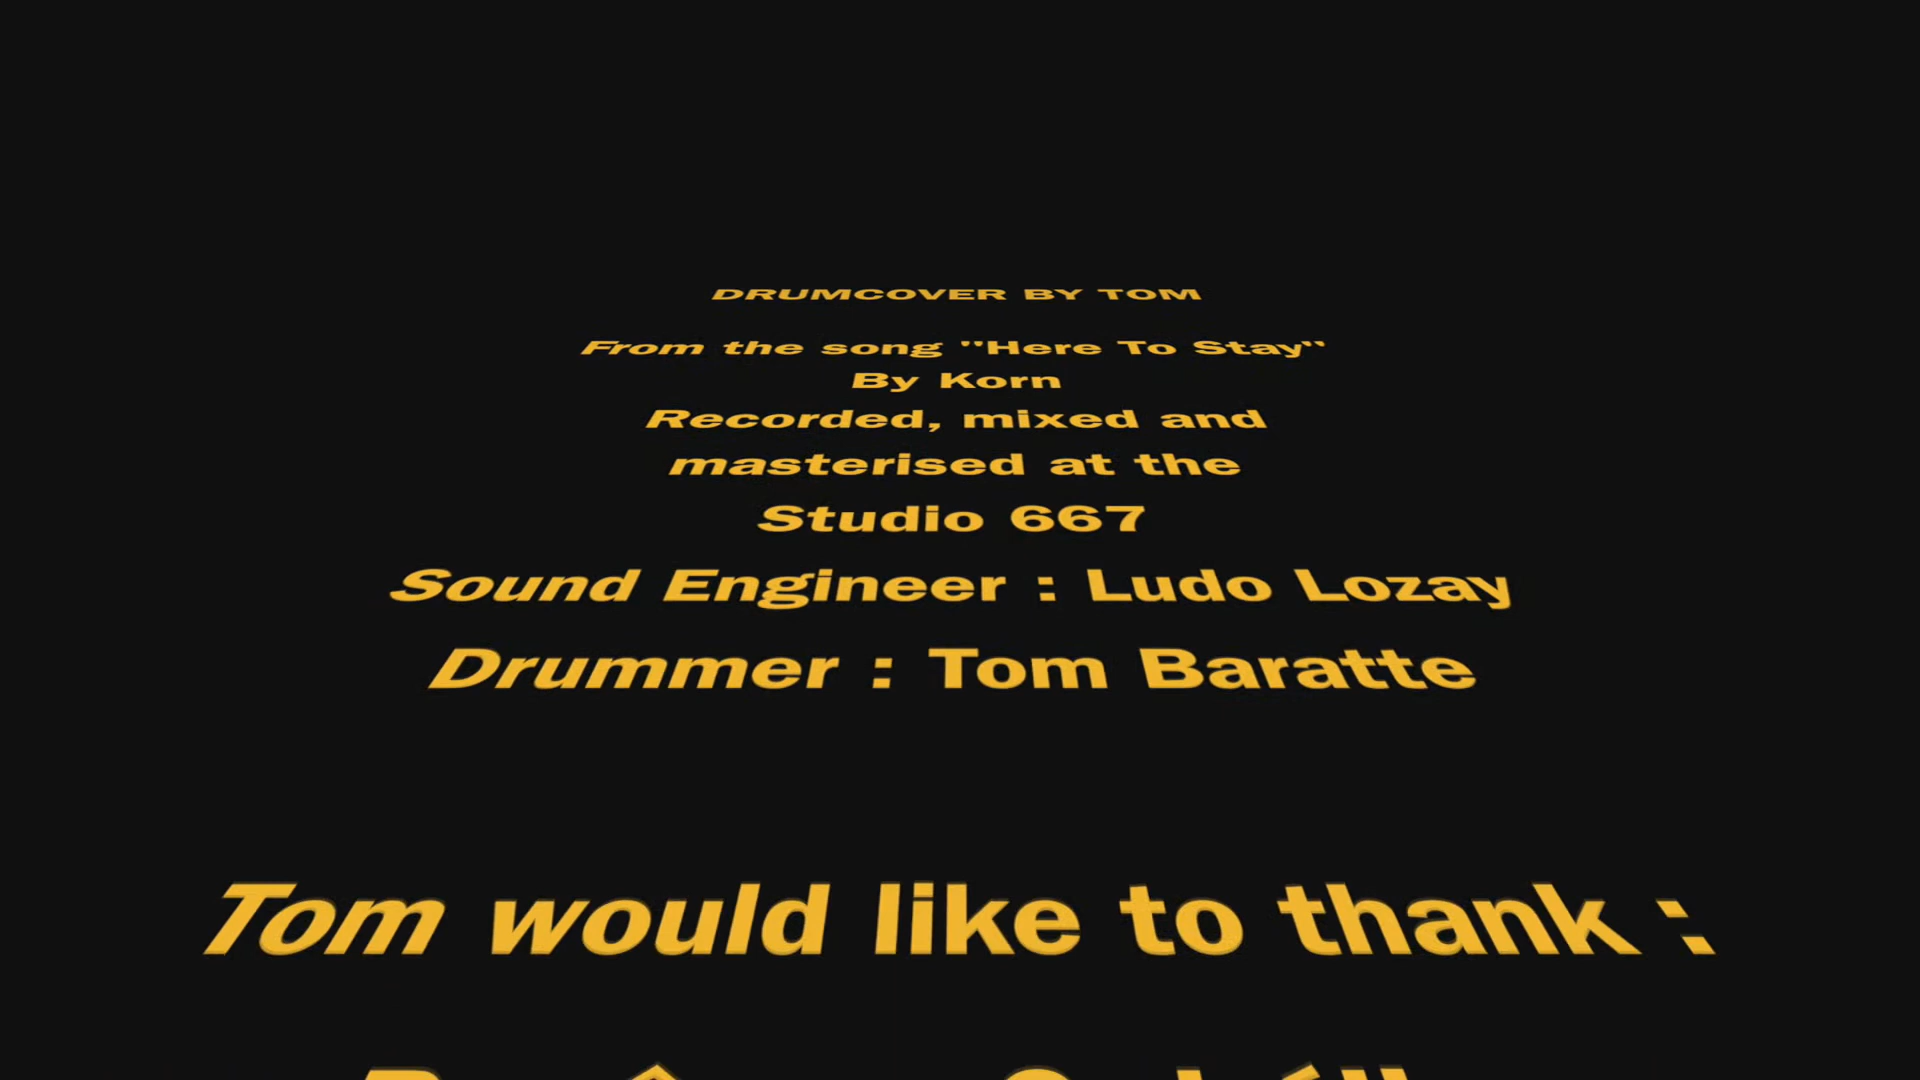 DRUMCOVER BY TOM
From the song "Here To Stay"
By Korn
Recorded, mixed and
masterised at the
Studio 667
Sound Engineer : Ludo Lozay
Drummer : Tom Baratte
Tom would like to thank :